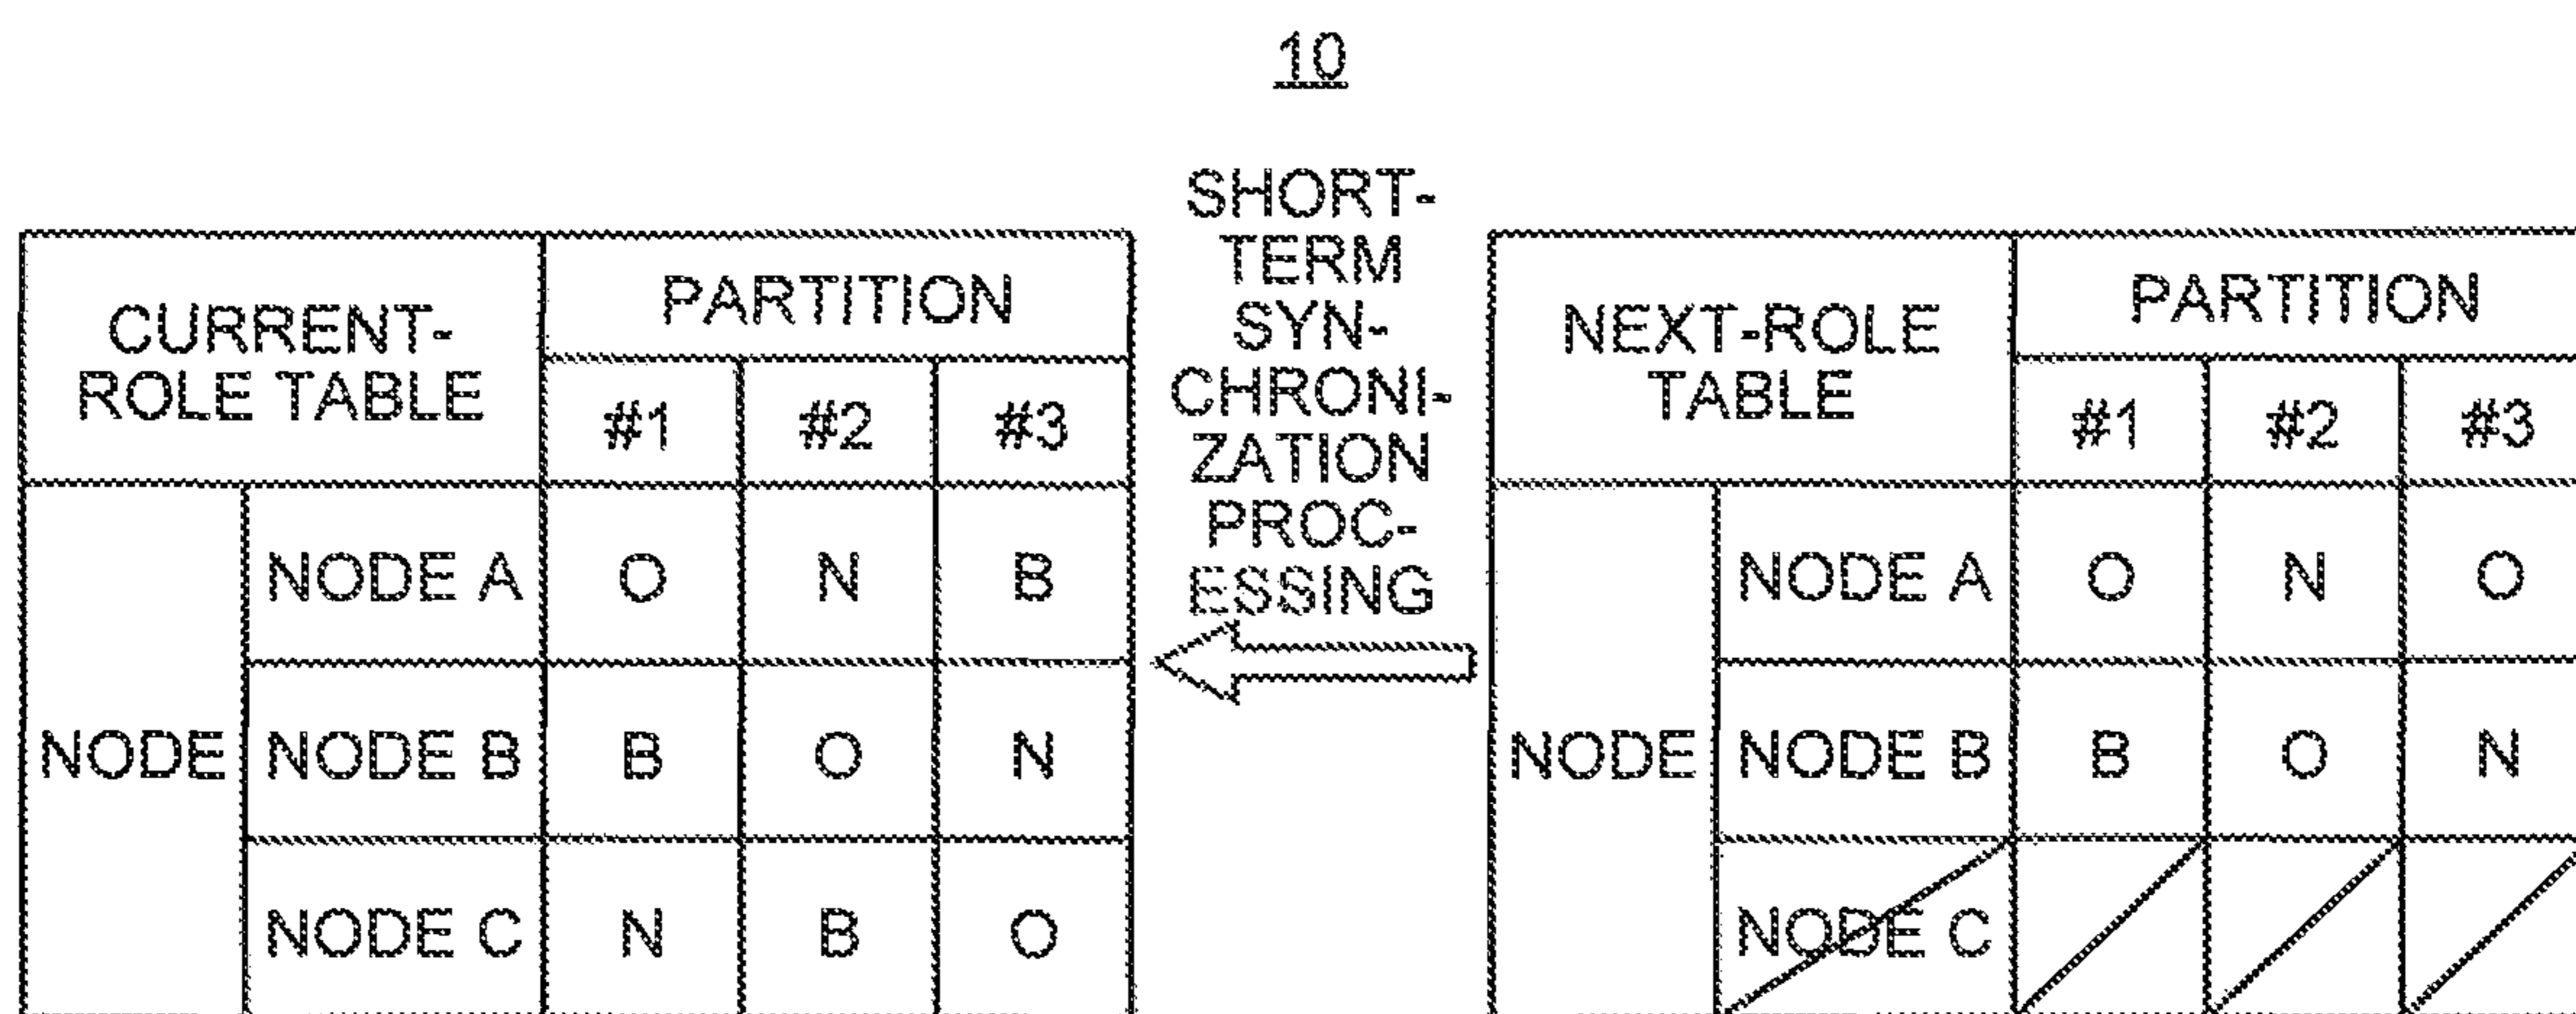 10
SHORT-
TERM
SYN-
CHRONI-
ZATION
PROC-
ESSING
CURRENT-
ROLE TABLE
PARTITION
#1 #2 #3
NODE
NODE A O N B
NODE B B O N
NODE C N B O
NEXT-ROLE
TABLE
PARTITION
#1 #2 #3
NODE
NODE A O N O
NODE B B O N
NODE C